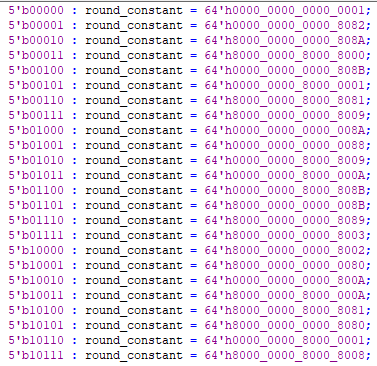 5'b00000 : round_constant = 64'h0000_0000_0000_0001;
5'b00001 : round_constant = 64'h0000_0000_0000_8082;
5'b00010 : round_constant = 64'h8000_0000_0000_808A;
5'b00011 : round_constant = 64'h8000_0000_8000_8000;
5'b00100 : round_constant = 64'h0000_0000_0000_808B;
5'b00101 : round_constant = 64'h0000_0000_8000_0001;
5'b00110 : round_constant = 64'h8000_0000_8000_8081;
5'b00111 : round_constant = 64'h8000_0000_0000_8009;
5'b01000 : round_constant = 64'h0000_0000_0000_008A;
5'b01001 : round_constant = 64'h0000_0000_0000_0088;
5'b01010 : round_constant = 64'h0000_0000_8000_8009;
5'b01011 : round_constant = 64'h0000_0000_8000_000A;
5'b01100 : round_constant = 64'h0000_0000_8000_808B;
5'b01101 : round_constant = 64'h8000_0000_0000_008B;
5'b01110 : round_constant = 64'h8000_0000_0000_8089;
5'b01111 : round_constant = 64'h8000_0000_0000_8003;
5'b10000 : round_constant = 64'h8000_0000_0000_8002;
5'b10001 : round_constant = 64'h8000_0000_0000_0080;
5'b10010 : round_constant = 64'h0000_0000_0000_800A;
5'b10011 : round_constant = 64'h8000_0000_8000_000A;
5'b10100 : round_constant = 64'h8000_0000_8000_8081;
5'b10101 : round_constant = 64'h8000_0000_0000_8080;
5'b10110 : round_constant = 64'h0000_0000_8000_0001;
5'b10111 : round_constant = 64'h8000_0000_8000_8008;